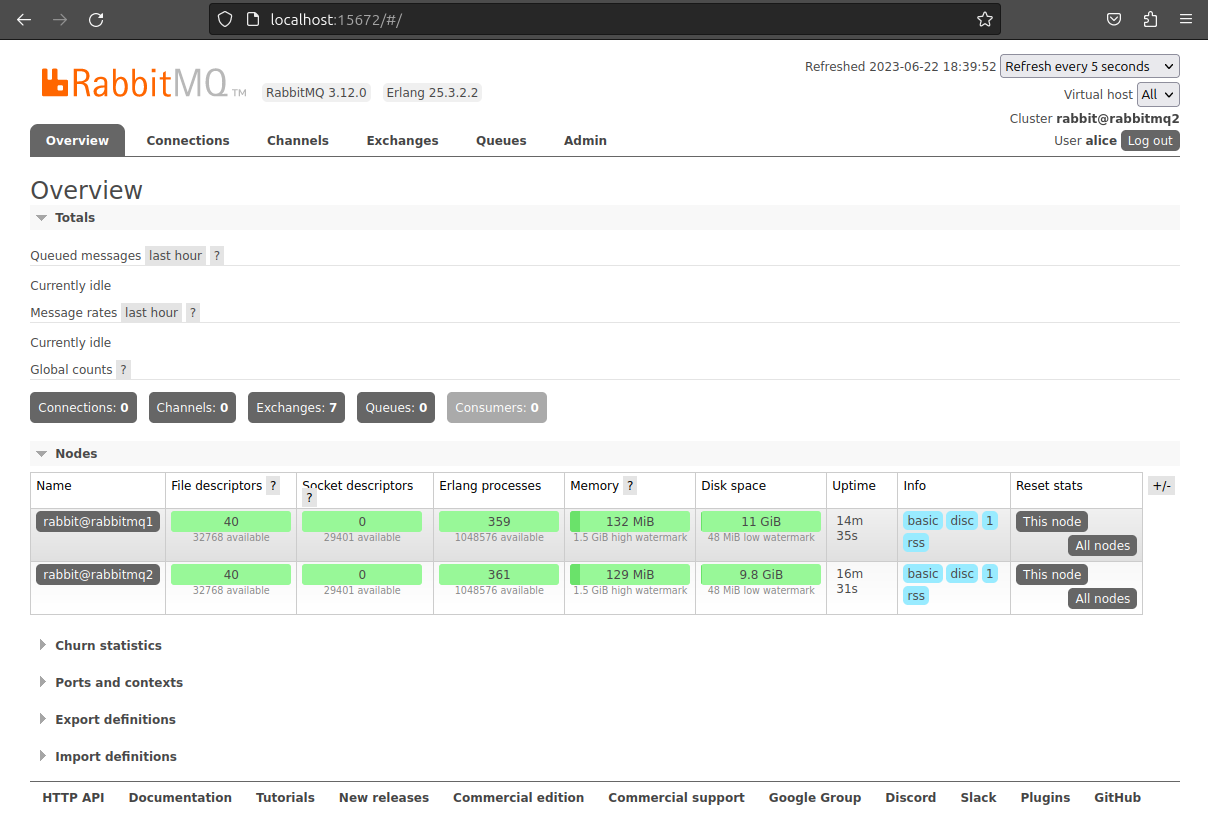 localhost:15672/#/
RabbitMQ TM RabbitMQ 3.12.0 Erlang 25.3.2.2
Refreshed 2023-06-22 18:39:52 Refresh every 5 seconds
Virtual host All
Cluster rabbit@rabbitmq2
User alice Log out
Overview Connections Channels Exchanges Queues Admin
Overview
Totals
Queued messages last hour ?
Currently idle
Message rates last hour ?
Currently idle
Global counts ?
Connections: 0 Channels: 0 Exchanges: 7 Queues: 0 Consumers: 0
Nodes
Name File descriptors ? Socket descriptors ? Erlang processes Memory ? Disk space Uptime Info Reset stats +/-
rabbit@rabbitmq1 40 0 359 132 MiB 11 GiB 14m basic disc 1 This node
32768 available 29401 available 1048576 available 1.5 GiB high watermark 48 MiB low watermark 35s rss All nodes
rabbit@rabbitmq2 40 0 361 129 MiB 9.8 GiB 16m basic disc 1 This node
32768 available 29401 available 1048576 available 1.5 GiB high watermark 48 MiB low watermark 31s rss All nodes
Churn statistics
Ports and contexts
Export definitions
Import definitions
HTTP API Documentation Tutorials New releases Commercial edition Commercial support Google Group Discord Slack Plugins GitHub